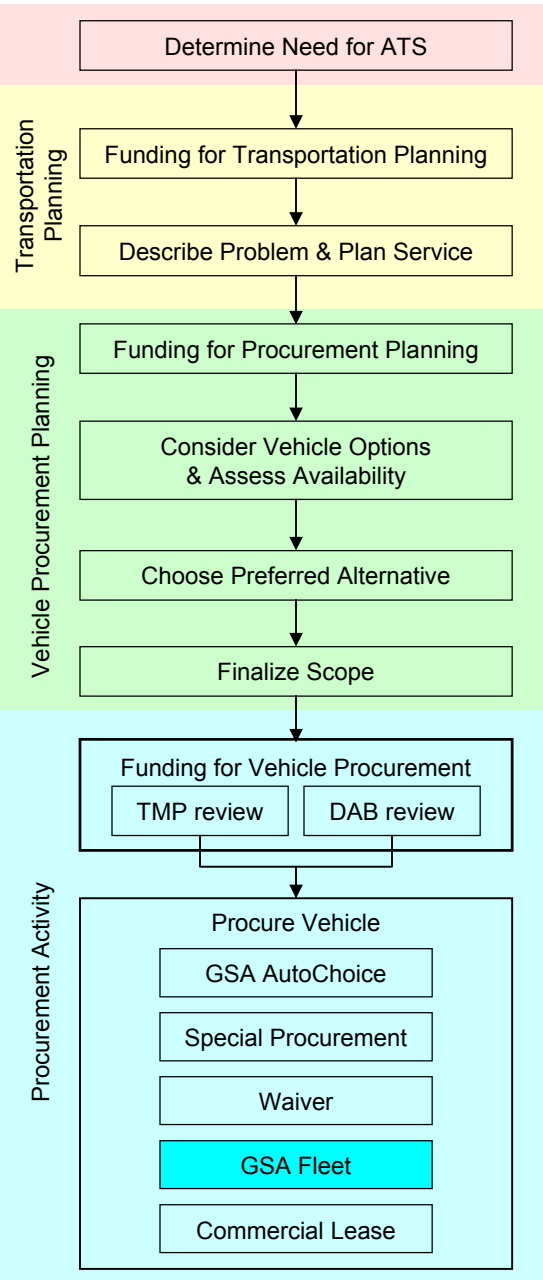 Determine Need for ATS
Transportation
Planning
Funding for Transportation Planning
Describe Problem & Plan Service
Vehicle Procurement Planning
Funding for Procurement Planning
Consider Vehicle Options
& Assess Availability
Choose Preferred Alternative
Finalize Scope
Procurement Activity
Funding for Vehicle Procurement
TMP review
DAB review
Procure Vehicle
GSA AutoChoice
Special Procurement
Waiver
GSA Fleet
Commercial Lease